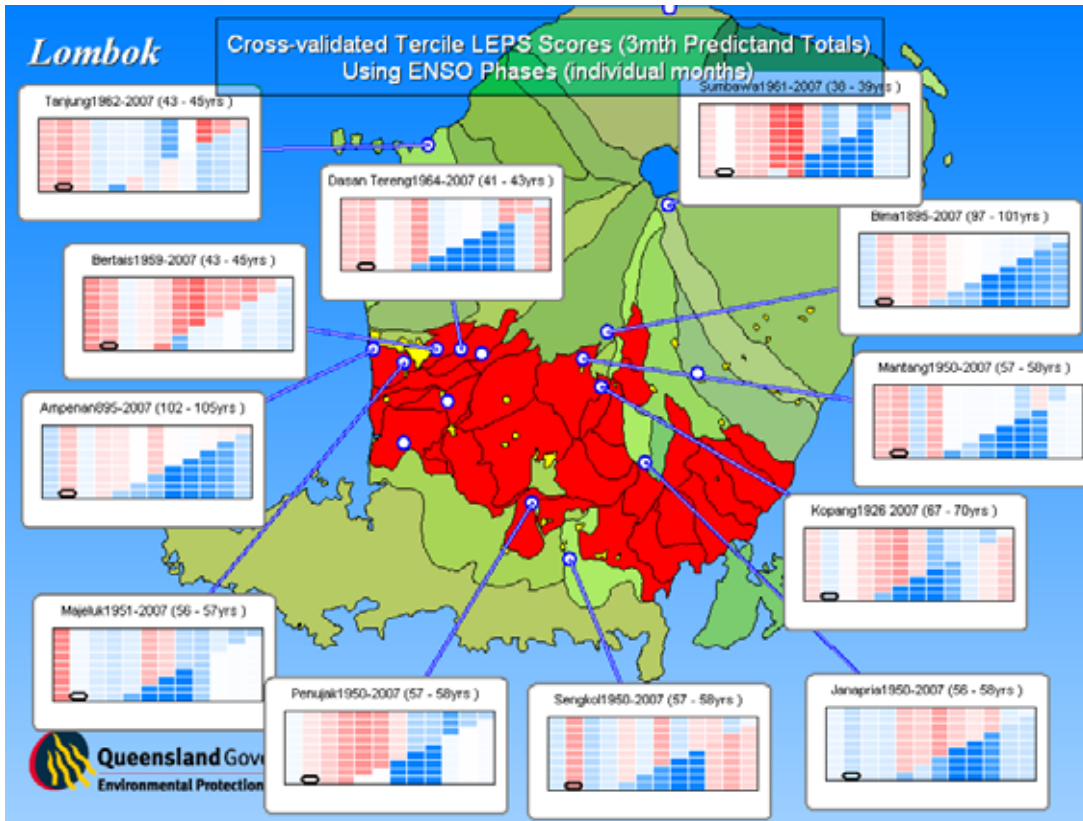 Lombok
Cross-validated Tercile LEPS Scores (3mth Predictand Totals)
Using ENSO Phases (individual months)
Tanjung1962-2007 (43 - 45yrs )
Sumbawa1961-2007 (38 - 39yrs )
Dasan Tereng1964-2007 (41 - 43yrs )
Bima1895-2007 (97 - 101yrs )
Bertais1959-2007 (43 - 45yrs )
Mantang1950-2007 (57 - 58yrs )
Ampenan895-2007 (102 - 105yrs )
Kopang1926 2007 (67 - 70yrs )
Majeluk1951-2007 (56 - 57yrs )
Penujak1950-2007 (57 - 58yrs )
Sengkol1950-2007 (57 - 58yrs )
Janapria1950-2007 (56 - 58yrs )
Queensland Gove
Environmental Protection